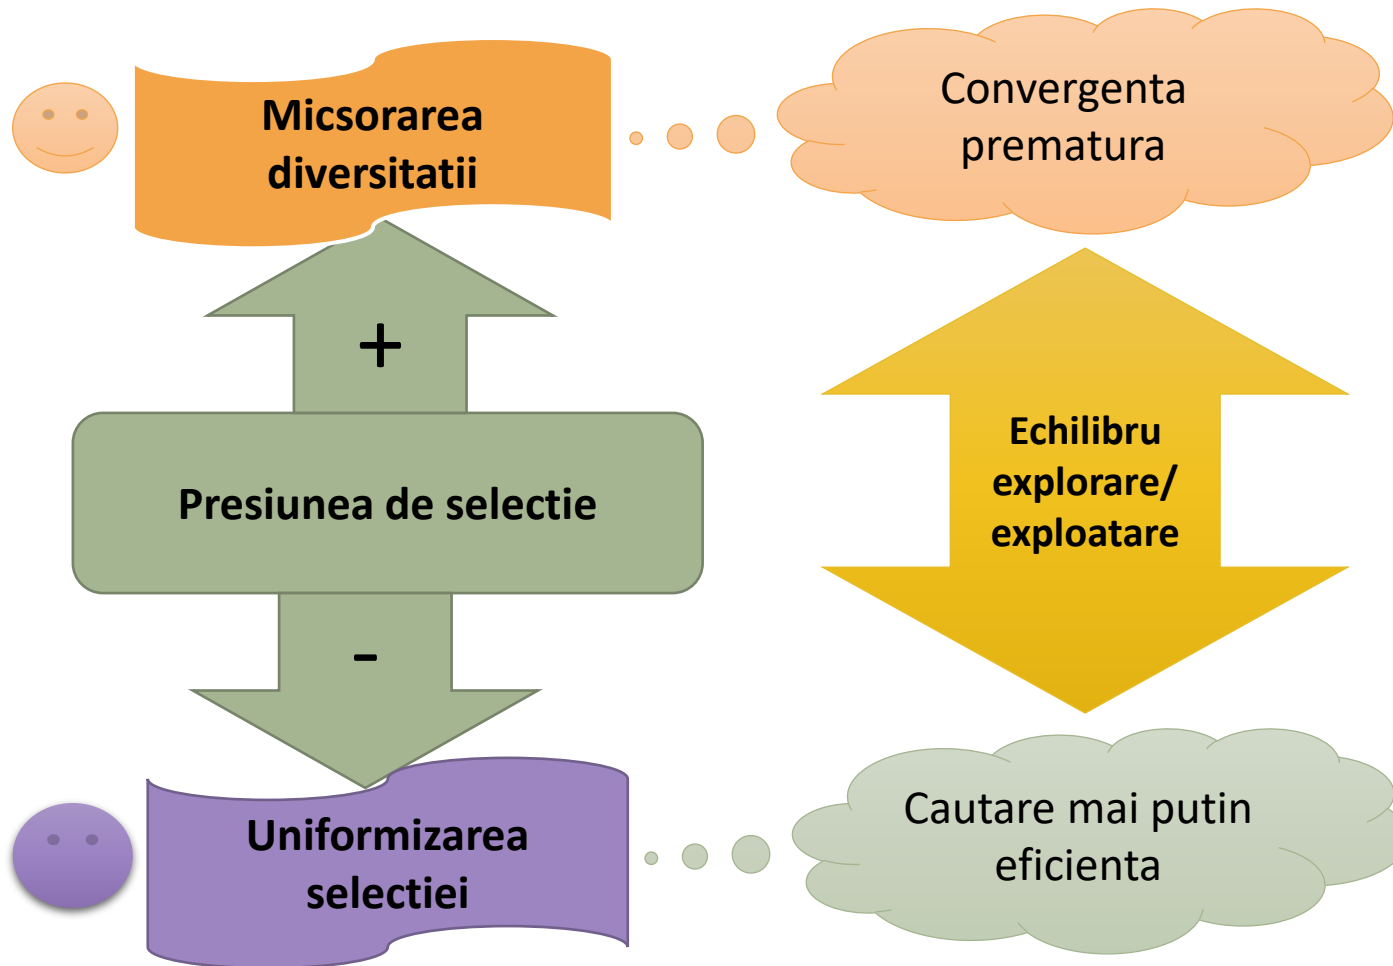 Micsorarea
diversitatii
Convergenta
prematura
+
Presiunea de selectie
Echilibru
explorare/
exploatare
-
Uniformizarea
selectiei
Cautare mai putin
eficienta